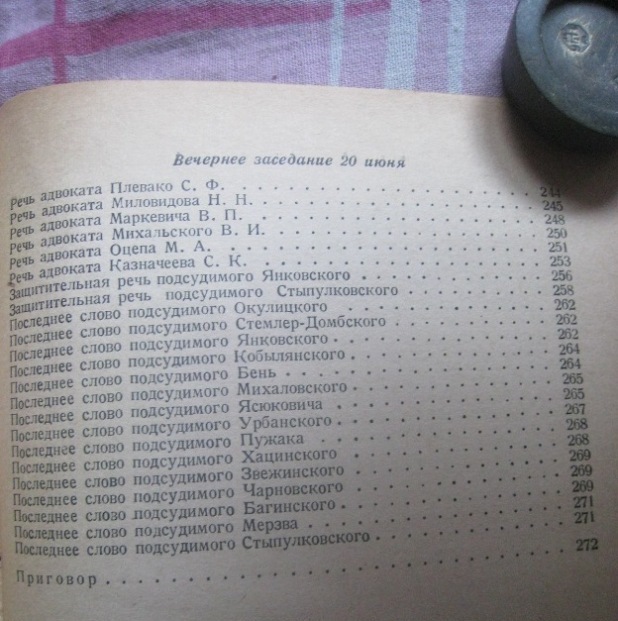 Вечернее заседание 20 июня
Речь адвоката Плевако С. Ф. . . . . . . . . . . . . . . . . . 244
Речь адвоката Миловидова Н. Н. . . . . . . . . . . . . . . . . . 245
Речь адвоката Маркевича В. П. . . . . . . . . . . . . . . . . . 248
Речь адвоката Михальского В. И. . . . . . . . . . . . . . . . . . 250
Речь адвоката Оцепа М. А. . . . . . . . . . . . . . . . . . 251
Речь адвоката Казначеева С. К. . . . . . . . . . . . . . . . . . 253
Защитительная речь подсудимого Янковского . . . . . . . . . . . 256
Защитительная речь подсудимого Стыпулковского . . . . . . . . . 258
Последнее слово подсудимого Окулицкого . . . . . . . . . . . 262
Последнее слово подсудимого Стемлер-Домбского . . . . . . . . . 262
Последнее слово подсудимого Янковского . . . . . . . . . . . 262
Последнее слово подсудимого Кобылянского . . . . . . . . . . . 264
Последнее слово подсудимого Бень . . . . . . . . . . . . . 264
Последнее слово подсудимого Михаловского . . . . . . . . . . . 265
Последнее слово подсудимого Ясюковича . . . . . . . . . . . . 265
Последнее слово подсудимого Урбанского . . . . . . . . . . . 267
Последнее слово подсудимого Пужака . . . . . . . . . . . . . 268
Последнее слово подсудимого Хацинского . . . . . . . . . . . 268
Последнее слово подсудимого Звежинского . . . . . . . . . . . 269
Последнее слово подсудимого Чарновского . . . . . . . . . . . 269
Последнее слово подсудимого Багинского . . . . . . . . . . . 269
Последнее слово подсудимого Мерзва . . . . . . . . . . . . . 271
Последнее слово подсудимого Стыпулковского . . . . . . . . . . 271
Приговор . . . . . . . . . . . . . . . . . . . . . . . . 272